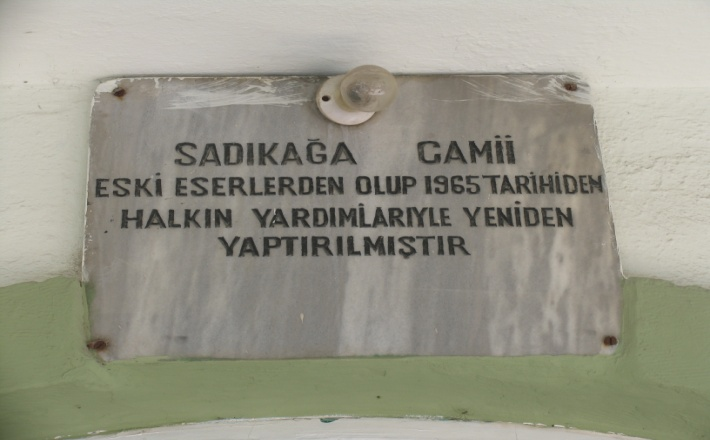 SADIKAĞA CAMİİ
ESKİ ESERLERDEN OLUP 1965 TARİHİDEN
HALKIN YARDIMLARIYLE YENİDEN
YAPTIRILMIŞTIR